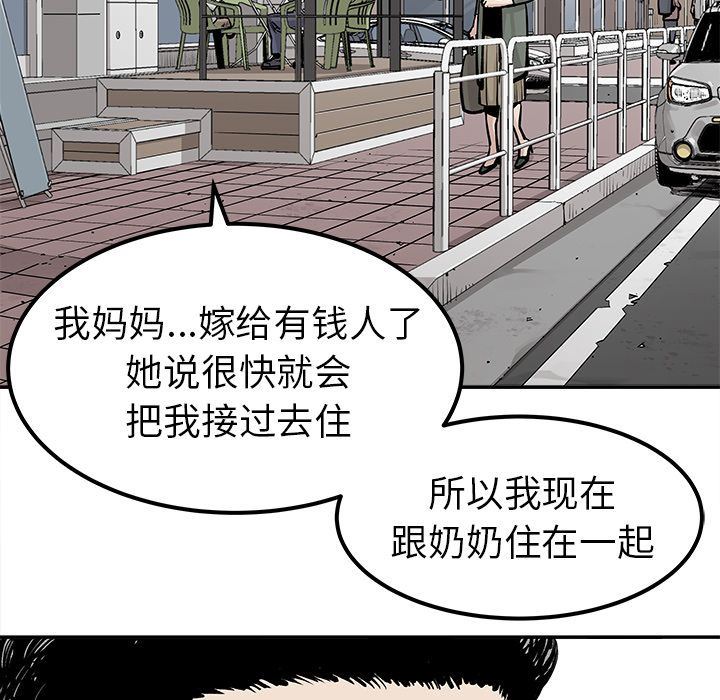 我妈妈...嫁给有钱人了
她说很快就会
把我接过去住
所以我现在
跟奶奶住在一起